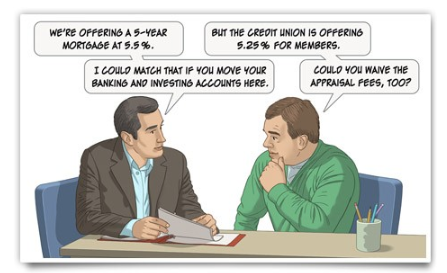 WE'RE OFFERING A 5-YEAR
MORTGAGE AT 5.5%.
BUT THE CREDIT UNION IS OFFERING
5.25% FOR MEMBERS.
I COULD MATCH THAT IF YOU MOVE YOUR
BANKING AND INVESTING ACCOUNTS HERE.
COULD YOU WAIVE THE
APPRAISAL FEES, TOO?